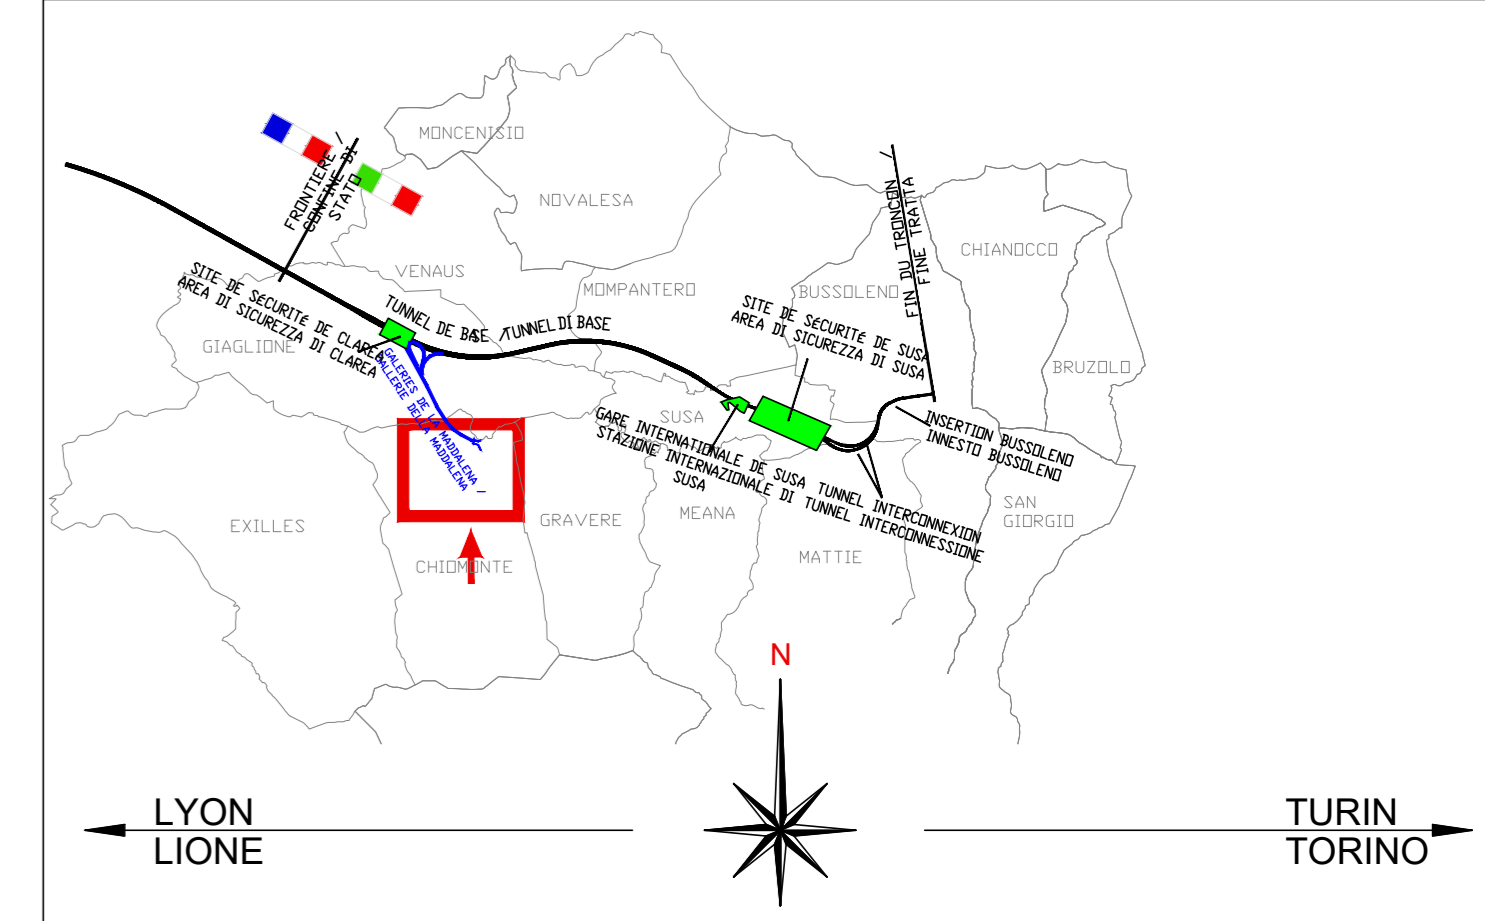 MONCENISIO
FRONTIERE /
CONFINE DI
STATO
NOVALESA
FIN DU TRONCON /
FINE TRATTA
CHIANOCCO
VENAUS
MOMPANTERO
BUSSOLENO
SITE DE SéCURITé DE CLAREA
AREA DI SICUREZZA DI CLAREA
TUNNEL DE BASE /TUNNEL DI BASE
SITE DE SéCURITé DE SUSA
AREA DI SICUREZZA DI SUSA
GIAGLIONE
BRUZOLO
GALERIES DE LA MADDALENA /
GALLERIE DELLA MADDALENA
SUSA
GARE INTERNATIONALE DE SUSA
STAZIONE INTERNAZIONALE DI
SUSA
INSERTION BUSSOLENO
INNESTO BUSSOLENO
TUNNEL INTERCONNEXION
TUNNEL INTERCONNESSIONE
EXILLES
GRAVERE
MEANA
SAN
GIORGIO
CHIOMONTE
MATTIE
N
LYON
LIONE
TURIN
TORINO